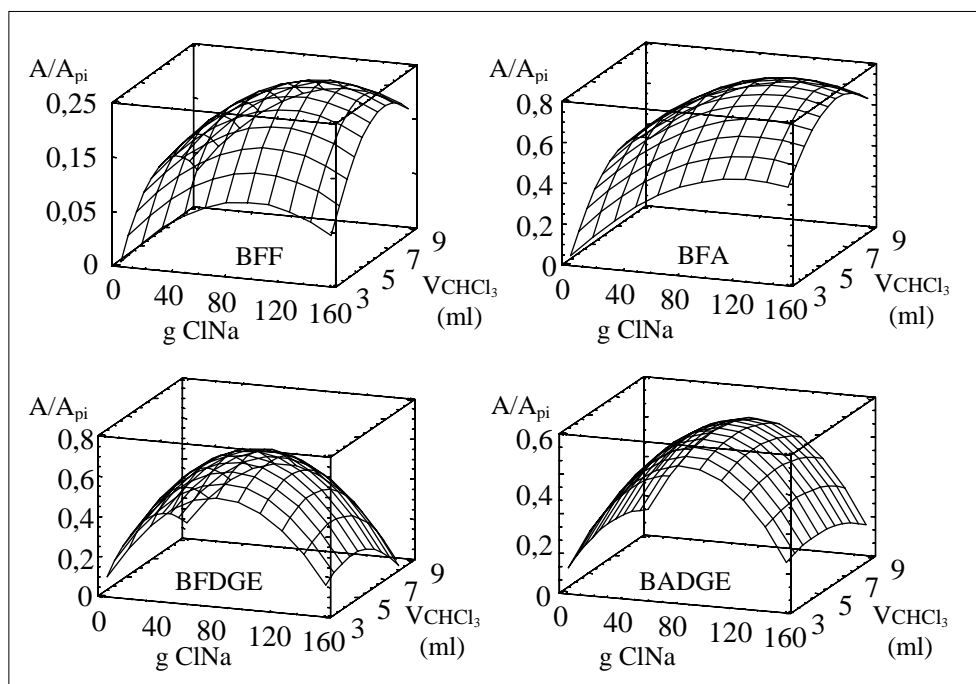 A/Api
0,25
0,15
0,05
0
BFF
0 40 80 120 160
g ClNa
3 5 7 9
VCHCl3
(ml)
A/Api
0,8
0,6
0,4
0,2
0
BFA
0 40 80 120 160
g ClNa
3 5 7 9
VCHCl3
(ml)
A/Api
0,8
0,6
0,4
0,2
0
BFDGE
0 40 80 120 160
g ClNa
3 5 7 9
VCHCl3
(ml)
A/Api
0,6
0,4
0,2
0
BADGE
0 40 80 120 160
g ClNa
3 5 7 9
VCHCl3
(ml)